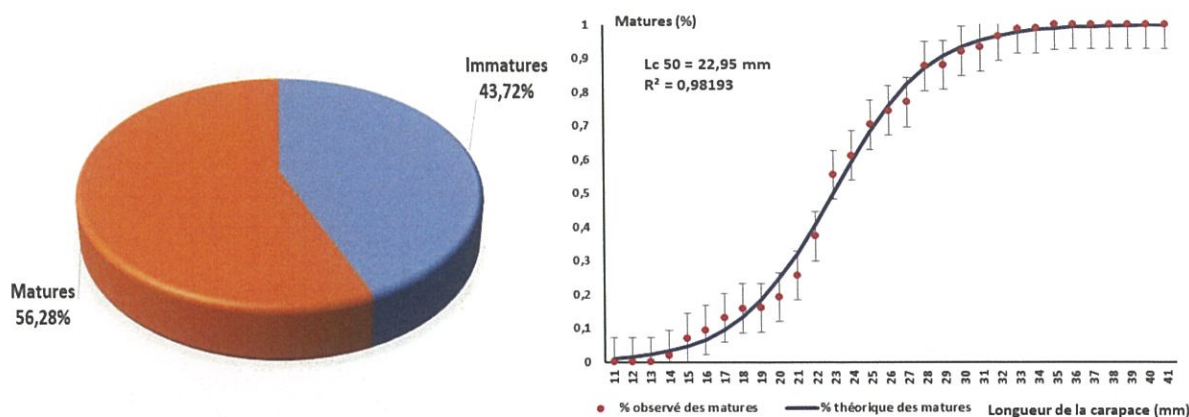 Immatures
43,72%
Matures
56,28%
Matures (%)
Lc 50 = 22,95 mm
R² = 0,98193
1
0,9
0,8
0,7
0,6
0,5
0,4
0,3
0,2
0,1
0
11 12 13 14 15 16 17 18 19 20 21 22 23 24 25 26 27 28 29 30 31 32 33 34 35 36 37 38 39 40 41
% observé des matures % théorique des matures Longueur de la carapace (mm)